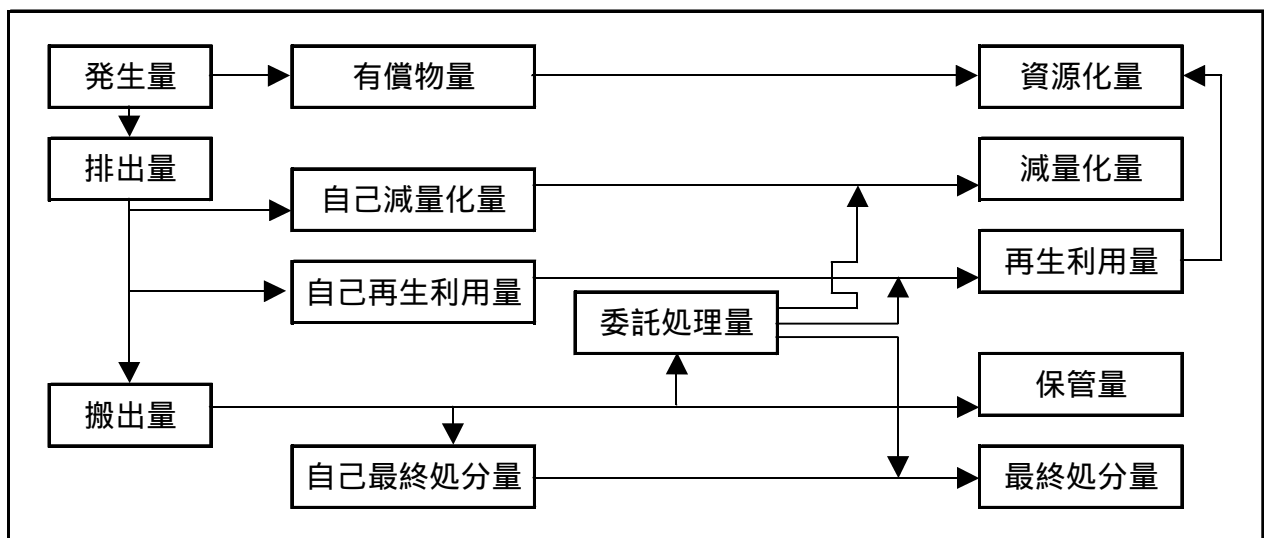 発生量
有償物量
資源化量
排出量
自己減量化量
減量化量
自己再生利用量
再生利用量
委託処理量
搬出量
保管量
自己最終処分量
最終処分量